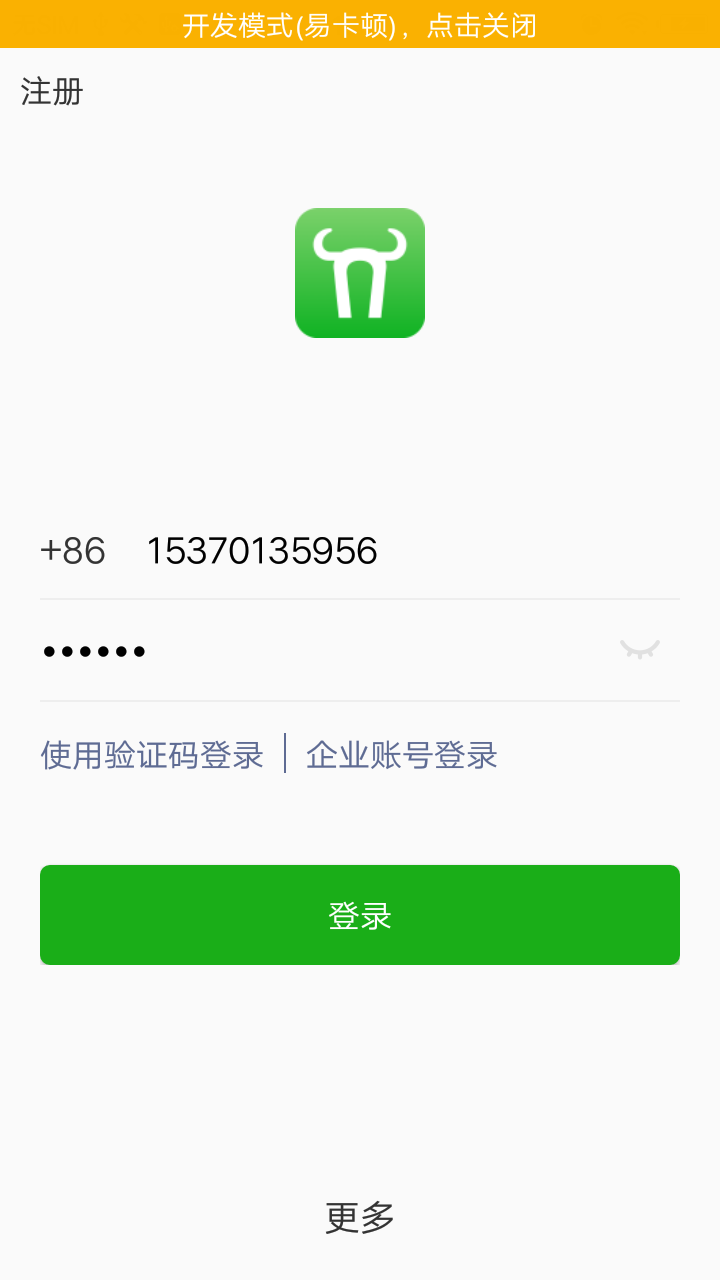 开发模式(易卡顿)，点击关闭
注册
+86 15370135956
••••••
使用验证码登录 | 企业账号登录
登录
更多